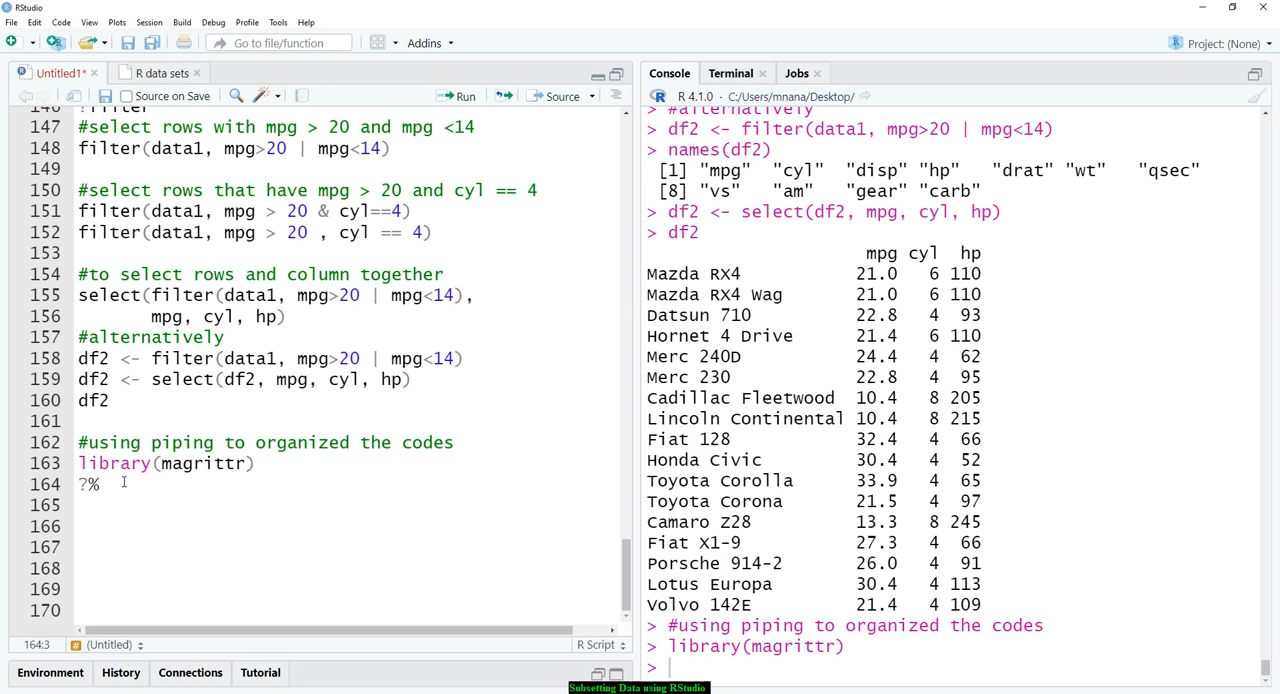 RStudio
File Edit Code View Plots Session Build Debug Profile Tools Help
Go to file/function Addins Project: (None)
Untitled1* R data sets
Source on Save Run Source
147 #select rows with mpg > 20 and mpg <14
148 filter(data1, mpg>20 | mpg<14)
149
150 #select rows that have mpg > 20 and cyl == 4
151 filter(data1, mpg > 20 & cyl==4)
152 filter(data1, mpg > 20 , cyl == 4)
153
154 #to select rows and column together
155 select(filter(data1, mpg>20 | mpg<14),
156 mpg, cyl, hp)
157 #alternatively
158 df2 <- filter(data1, mpg>20 | mpg<14)
159 df2 <- select(df2, mpg, cyl, hp)
160 df2
161
162 #using piping to organized the codes
163 library(magrittr)
164 ?%
165
166
167
168
169
170
164:3 # (Untitled) R Script
Environment History Connections Tutorial
Console Terminal Jobs
R 4.1.0 · C:/Users/mnana/Desktop/
> #alternatively
> df2 <- filter(data1, mpg>20 | mpg<14)
> names(df2)
[1] "mpg" "cyl" "disp" "hp" "drat" "wt" "qsec"
[8] "vs" "am" "gear" "carb"
> df2 <- select(df2, mpg, cyl, hp)
> df2
mpg cyl hp
Mazda RX4 21.0 6 110
Mazda RX4 Wag 21.0 6 110
Datsun 710 22.8 4 93
Hornet 4 Drive 21.4 6 110
Merc 240D 24.4 4 62
Merc 230 22.8 4 95
Cadillac Fleetwood 10.4 8 205
Lincoln Continental 10.4 8 215
Fiat 128 32.4 4 66
Honda Civic 30.4 4 52
Toyota Corolla 33.9 4 65
Toyota Corona 21.5 4 97
Camaro Z28 13.3 8 245
Fiat X1-9 27.3 4 66
Porsche 914-2 26.0 4 91
Lotus Europa 30.4 4 113
Volvo 142E 21.4 4 109
> #using piping to organized the codes
> library(magrittr)
>
Subsetting Data using RStudio